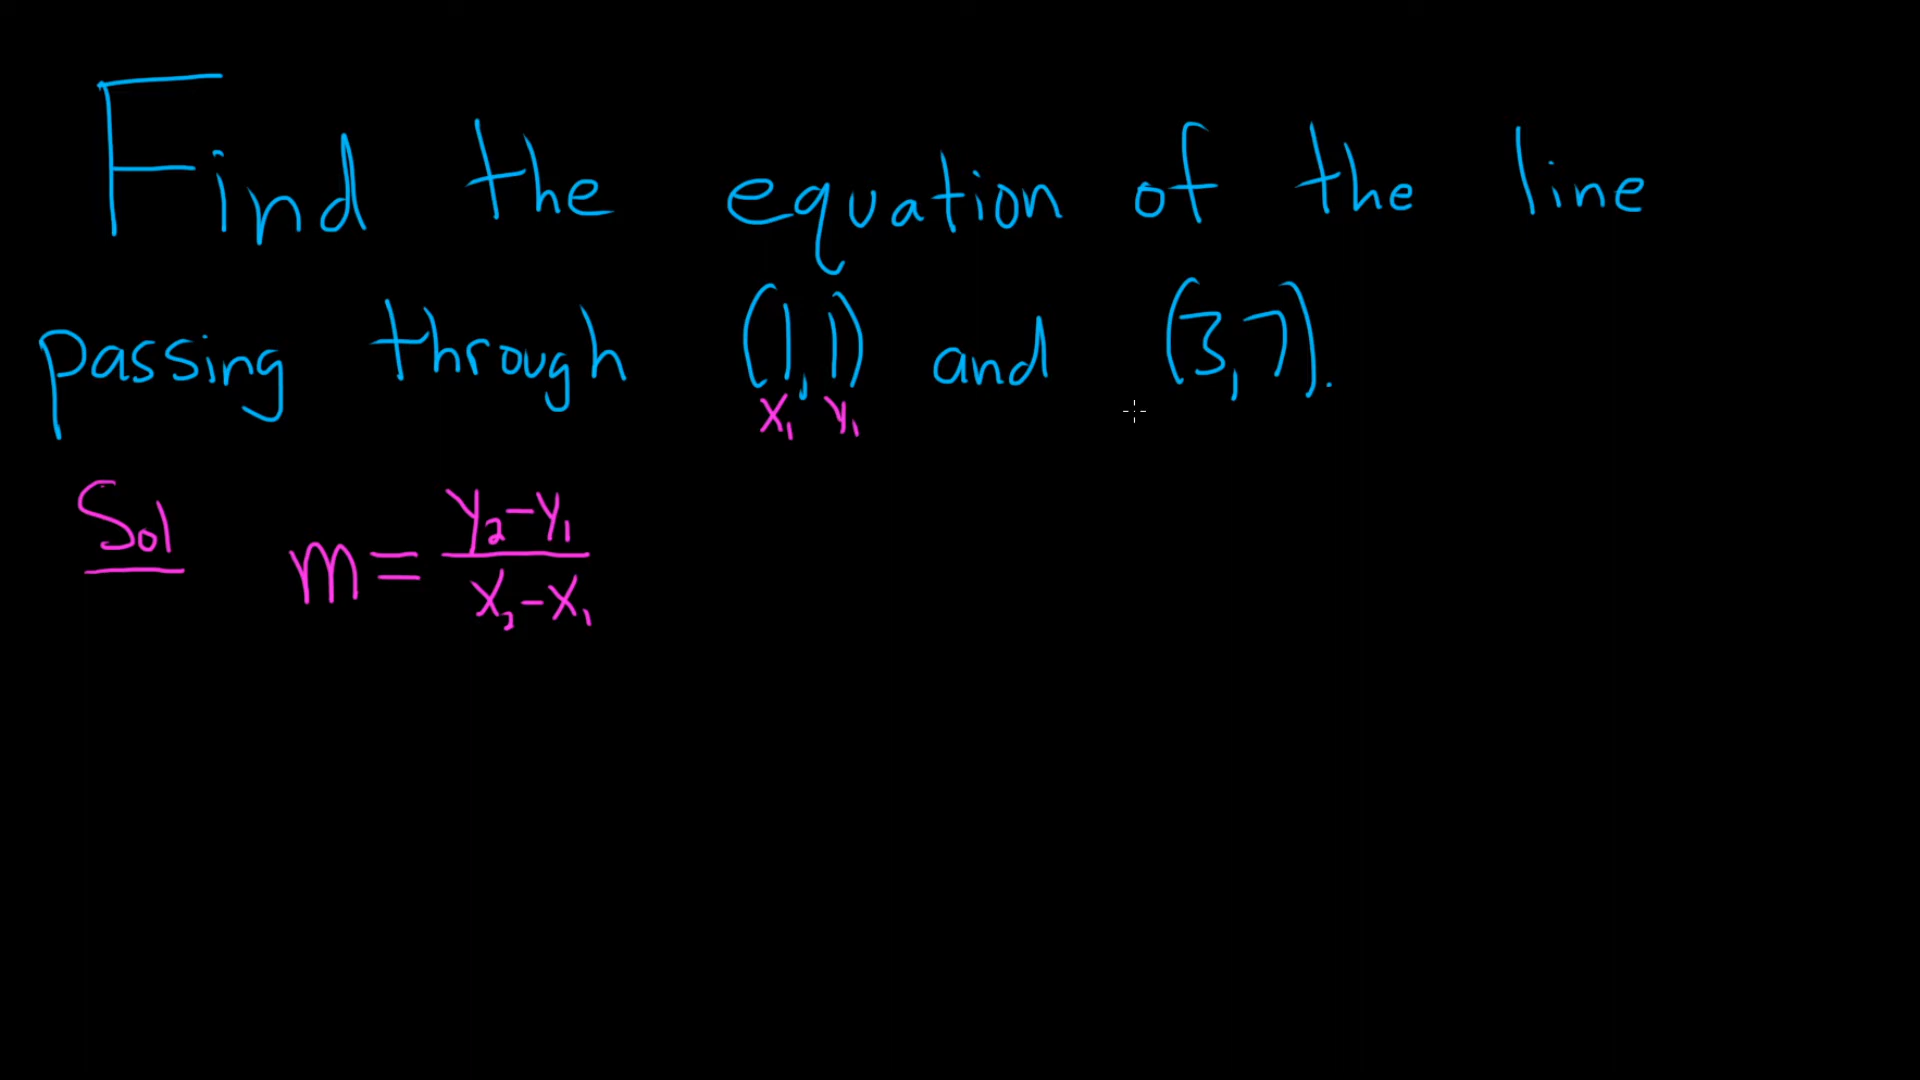 Find the equation of the line
passing through (1,1) and (3,7).
x₁ y₁
Sol m = y₂-y₁
x₂-x₁